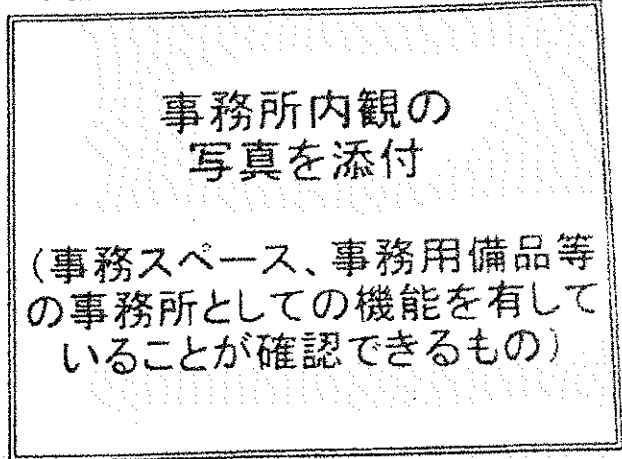 事務所内観の
写真を添付
(事務スペース、事務用備品等
の事務所としての機能を有して
いることが確認できるもの)